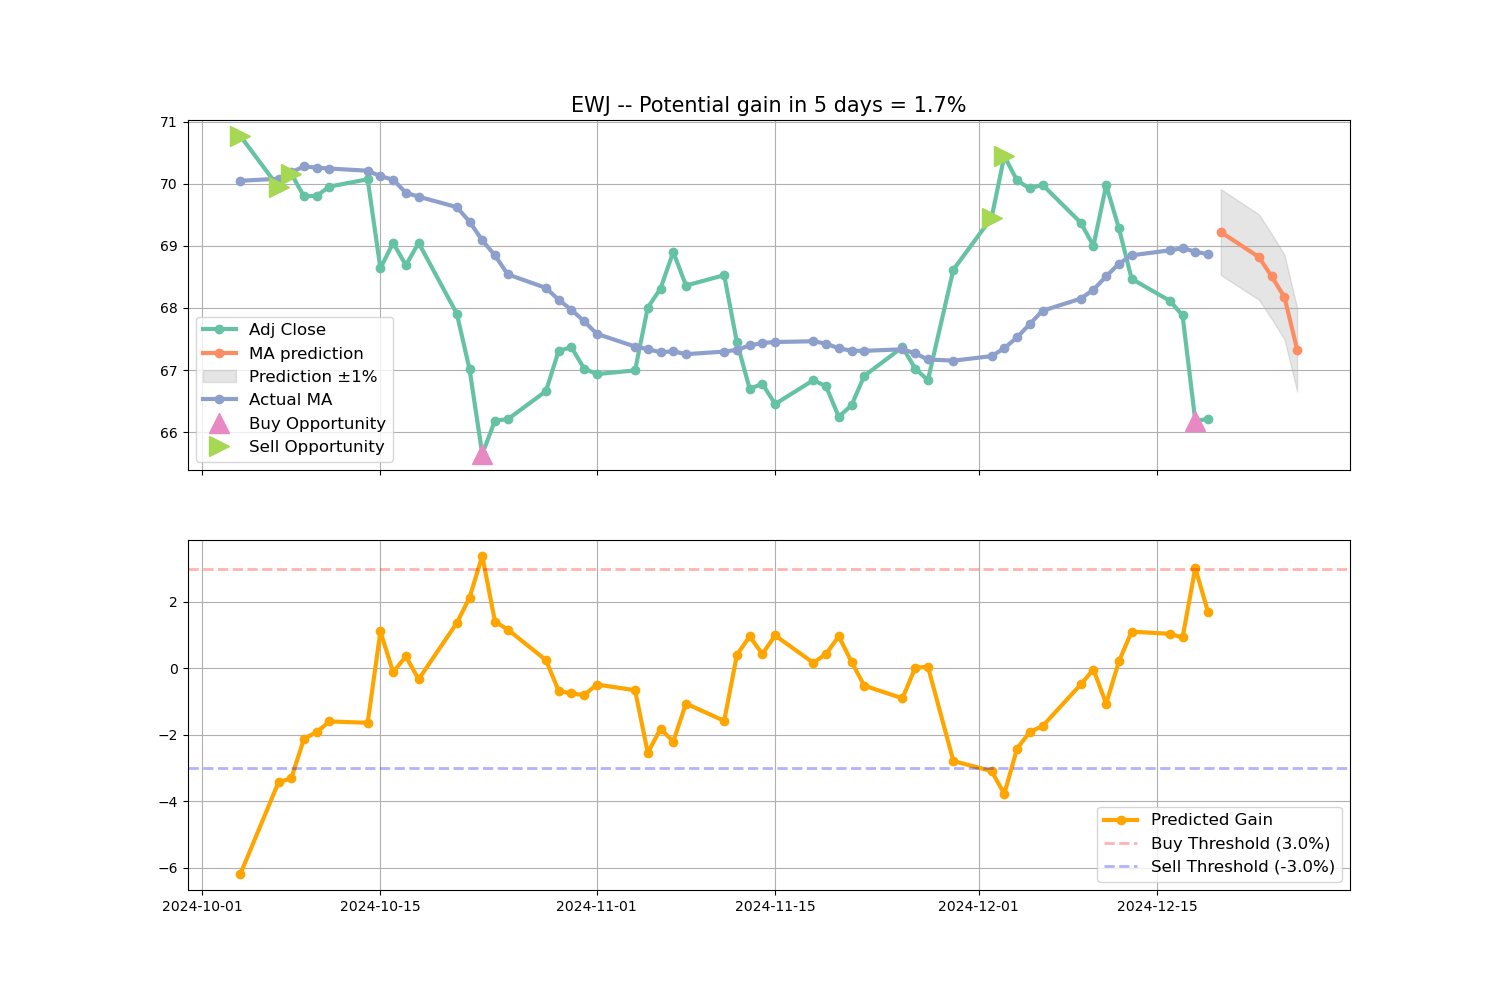 EWJ -- Potential gain in 5 days = 1.7%
71
70
69
68
67
66
Adj Close
MA prediction
Prediction ±1%
Actual MA
Buy Opportunity
Sell Opportunity
2
0
−2
−4
−6
Predicted Gain
Buy Threshold (3.0%)
Sell Threshold (-3.0%)
2024-10-01
2024-10-15
2024-11-01
2024-11-15
2024-12-01
2024-12-15